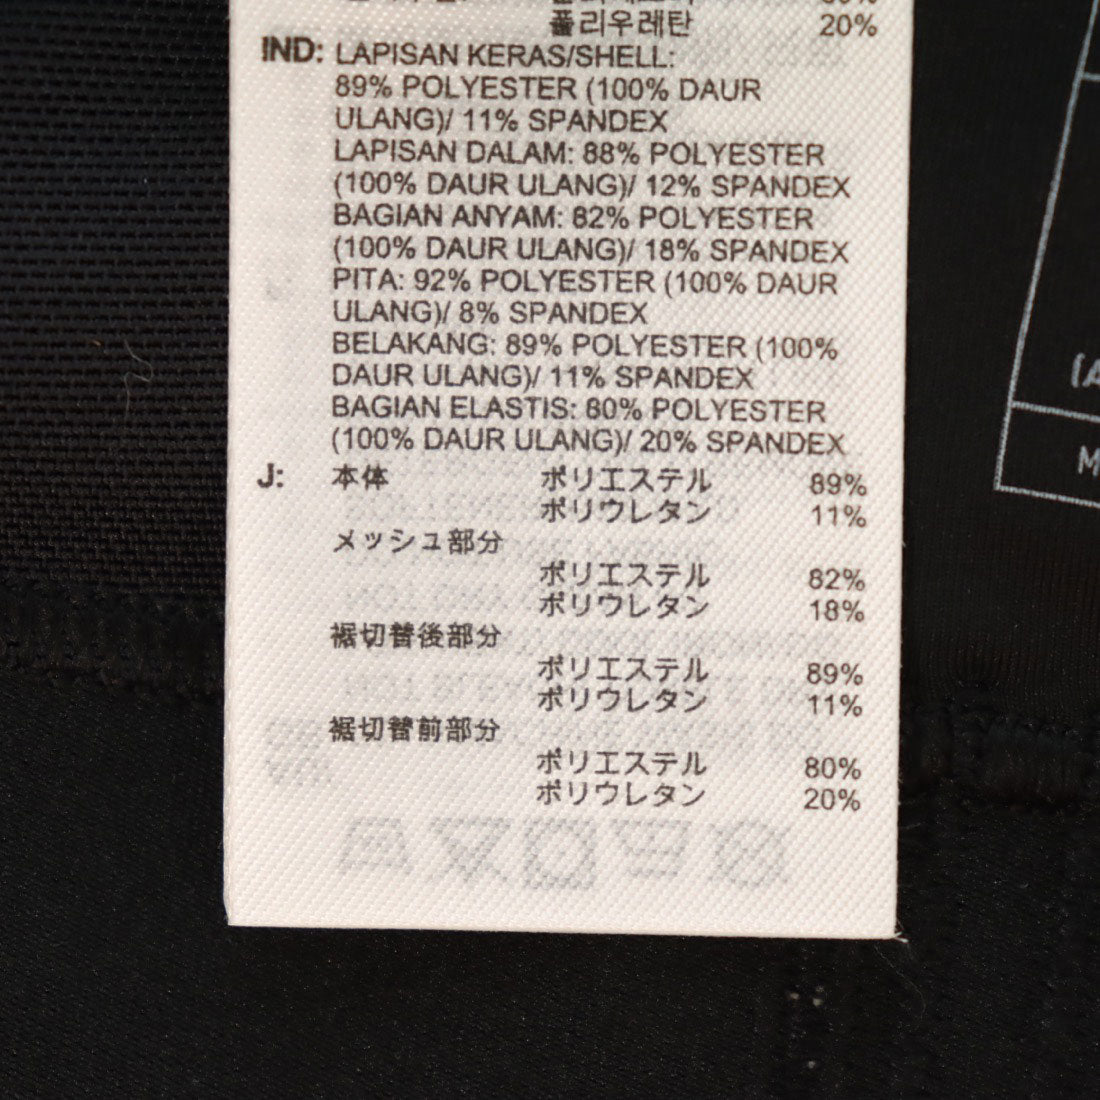 폴리우레탄 20%
IND: LAPISAN KERAS/SHELL:
89% POLYESTER (100% DAUR
ULANG)/ 11% SPANDEX
LAPISAN DALAM: 88% POLYESTER
(100% DAUR ULANG)/ 12% SPANDEX
BAGIAN ANYAM: 82% POLYESTER
(100% DAUR ULANG)/ 18% SPANDEX
PITA: 92% POLYESTER (100% DAUR
ULANG)/ 8% SPANDEX
BELAKANG: 89% POLYESTER (100%
DAUR ULANG)/ 11% SPANDEX
BAGIAN ELASTIS: 80% POLYESTER
(100% DAUR ULANG)/ 20% SPANDEX
J: 本体 ポリエステル 89%
ポリウレタン 11%
メッシュ部分
ポリエステル 82%
ポリウレタン 18%
裾切替後部分
ポリエステル 89%
ポリウレタン 11%
裾切替前部分
ポリエステル 80%
ポリウレタン 20%
(A
M